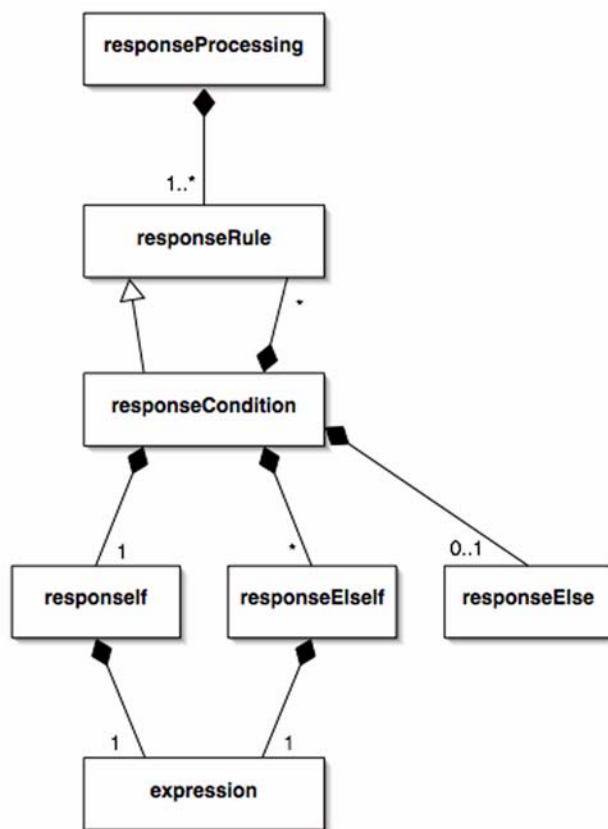 responseProcessing
1..*
responseRule
*
responseCondition
1
*
0..1
responseIf
responseElseIf
responseElse
1
1
expression